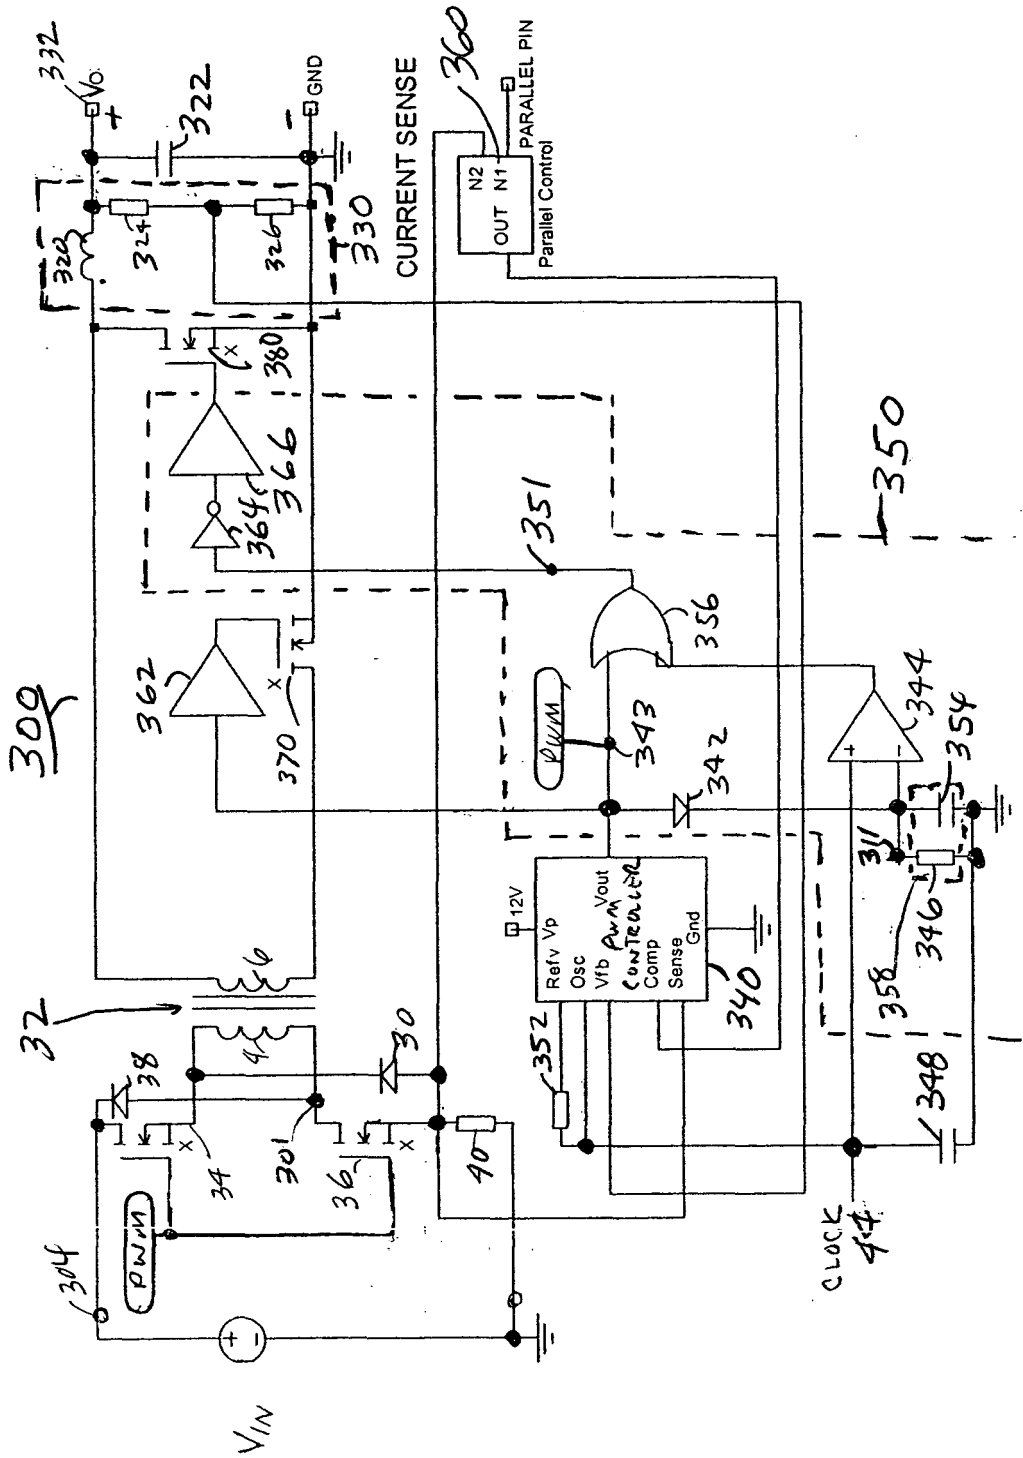 300
32
VIN
+
−
304
PWM
38
34
301
36
X
X
4
6
30
40
362
X
370
364
366
X
380
320
324
326
330
322
332
Vo
+
−
GND
CURRENT SENSE
360
N2
OUT N1
PARALLEL PIN
Parallel Control
351
350
356
PWM
343
342
12V
Refv Vp
Osc
Vfb PWM Vout
CONTROLLER
Comp
Sense
Gnd
340
352
344
+
−
354
311
346
358
348
CLOCK
44